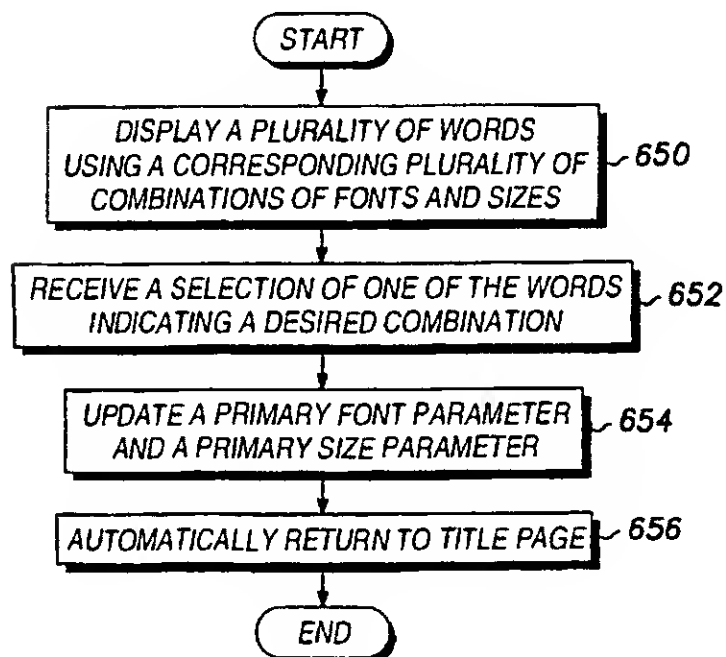 START
DISPLAY A PLURALITY OF WORDS
USING A CORRESPONDING PLURALITY OF
COMBINATIONS OF FONTS AND SIZES
650
RECEIVE A SELECTION OF ONE OF THE WORDS
INDICATING A DESIRED COMBINATION
652
UPDATE A PRIMARY FONT PARAMETER
AND A PRIMARY SIZE PARAMETER
654
AUTOMATICALLY RETURN TO TITLE PAGE
656
END